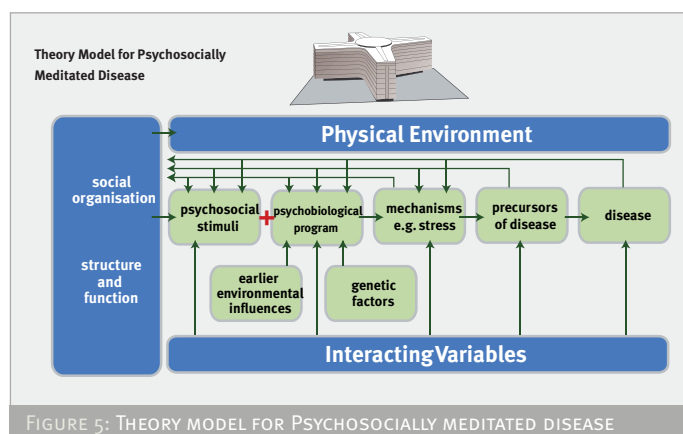 Theory Model for Psychosocially
Meditated Disease
Physical Environment
social
organisation
structure
and
function
psychosocial
stimuli
+
psychobiological
program
mechanisms
e.g. stress
precursors
of disease
disease
earlier
environmental
influences
genetic
factors
InteractingVariables
FIGURE 5: THEORY MODEL FOR PSYCHOSOCIALLY MEDITATED DISEASE